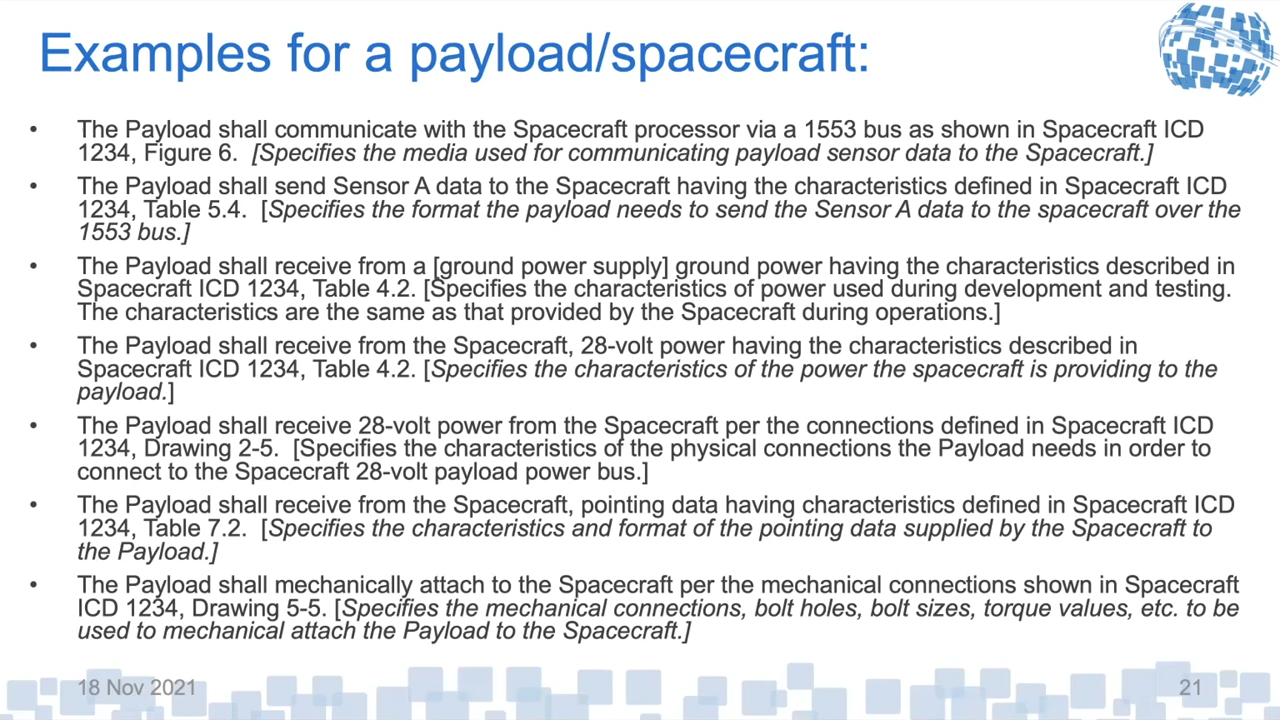 Examples for a payload/spacecraft:
• The Payload shall communicate with the Spacecraft processor via a 1553 bus as shown in Spacecraft ICD
1234, Figure 6. [Specifies the media used for communicating payload sensor data to the Spacecraft.]
• The Payload shall send Sensor A data to the Spacecraft having the characteristics defined in Spacecraft ICD
1234, Table 5.4. [Specifies the format the payload needs to send the Sensor A data to the spacecraft over the
1553 bus.]
• The Payload shall receive from a [ground power supply] ground power having the characteristics described in
Spacecraft ICD 1234, Table 4.2. [Specifies the characteristics of power used during development and testing.
The characteristics are the same as that provided by the Spacecraft during operations.]
• The Payload shall receive from the Spacecraft, 28-volt power having the characteristics described in
Spacecraft ICD 1234, Table 4.2. [Specifies the characteristics of the power the spacecraft is providing to the
payload.]
• The Payload shall receive 28-volt power from the Spacecraft per the connections defined in Spacecraft ICD
1234, Drawing 2-5. [Specifies the characteristics of the physical connections the Payload needs in order to
connect to the Spacecraft 28-volt payload power bus.]
• The Payload shall receive from the Spacecraft, pointing data having characteristics defined in Spacecraft ICD
1234, Table 7.2. [Specifies the characteristics and format of the pointing data supplied by the Spacecraft to
the Payload.]
• The Payload shall mechanically attach to the Spacecraft per the mechanical connections shown in Spacecraft
ICD 1234, Drawing 5-5. [Specifies the mechanical connections, bolt holes, bolt sizes, torque values, etc. to be
used to mechanical attach the Payload to the Spacecraft.]
18 Nov 2021
21